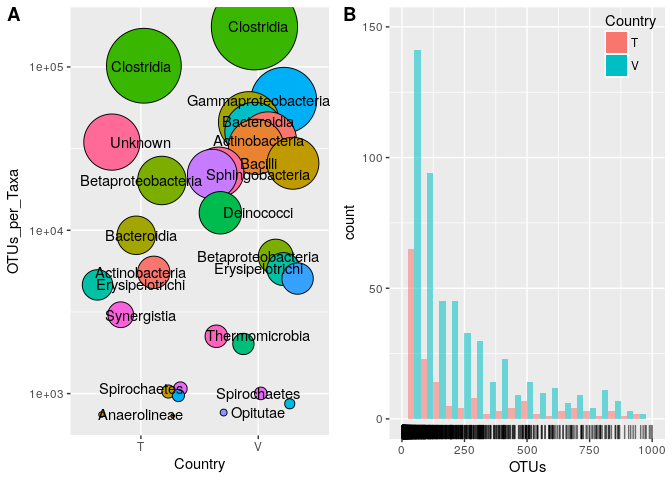 A
OTUs_per_Taxa
1e+05
1e+04
1e+03
Clostridia
Clostridia
Gammaproteobacteria
Bacteroidia
Actinobacteria
Unknown
Bacilli
Sphingobacteria
Betaproteobacteria
Deinococci
Bacteroidia
Betaproteobacteria
Erysipelotrichi
Actinobacteria
Erysipelotrichi
Synergistia
Thermomicrobia
Spirochaetes
Spirochaetes
Anaerolineae
Opitutae
T
V
Country
B
count
150
100
50
0
Country
T
V
0
250
500
750
1000
OTUs